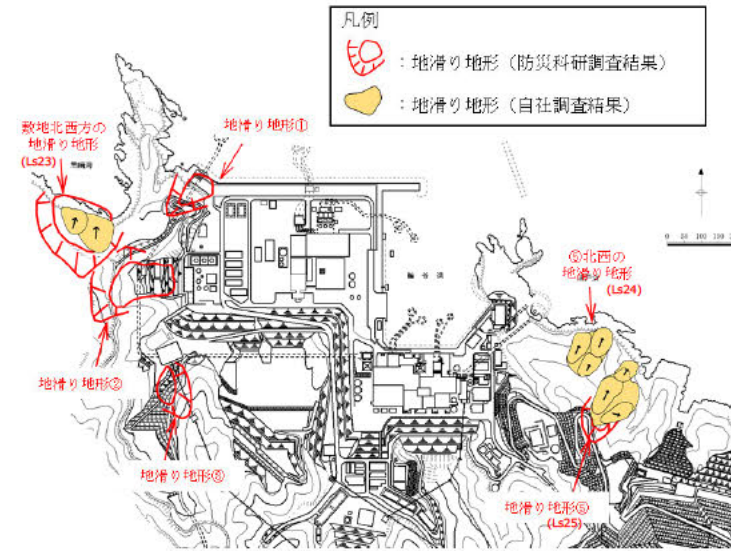 凡例
：地滑り地形（防災科研調査結果）
：地滑り地形（自社調査結果）
敷地北西方の
地滑り地形
(Ls23)
地滑り地形①
輪谷湾
0 50 100 150
⑤北西の
地滑り地形
(Ls24)
地滑り地形②
地滑り地形③
地滑り地形⑤
(Ls25)